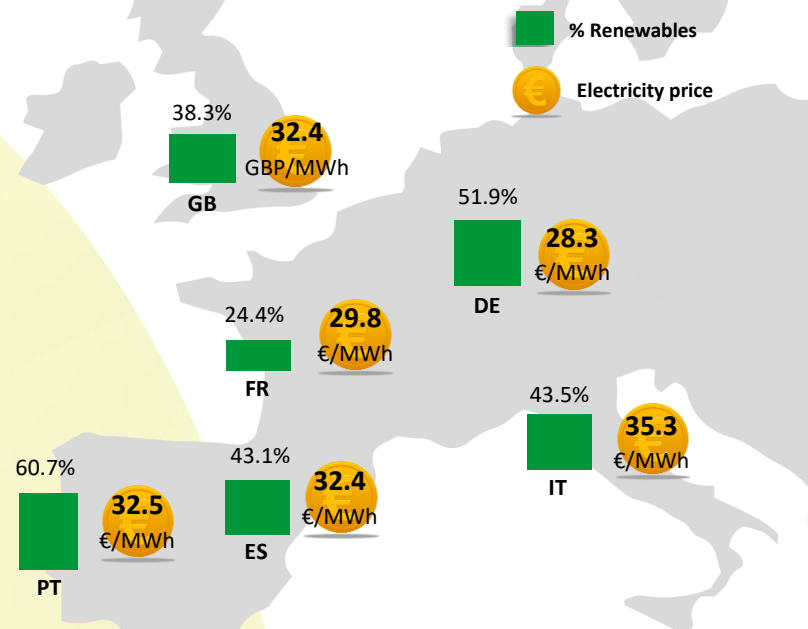 % Renewables
Electricity price
38.3%
32.4
GBP/MWh
GB
51.9%
28.3
€/MWh
DE
24.4%
29.8
€/MWh
FR
43.5%
35.3
€/MWh
IT
60.7%
32.5
€/MWh
PT
43.1%
32.4
€/MWh
ES